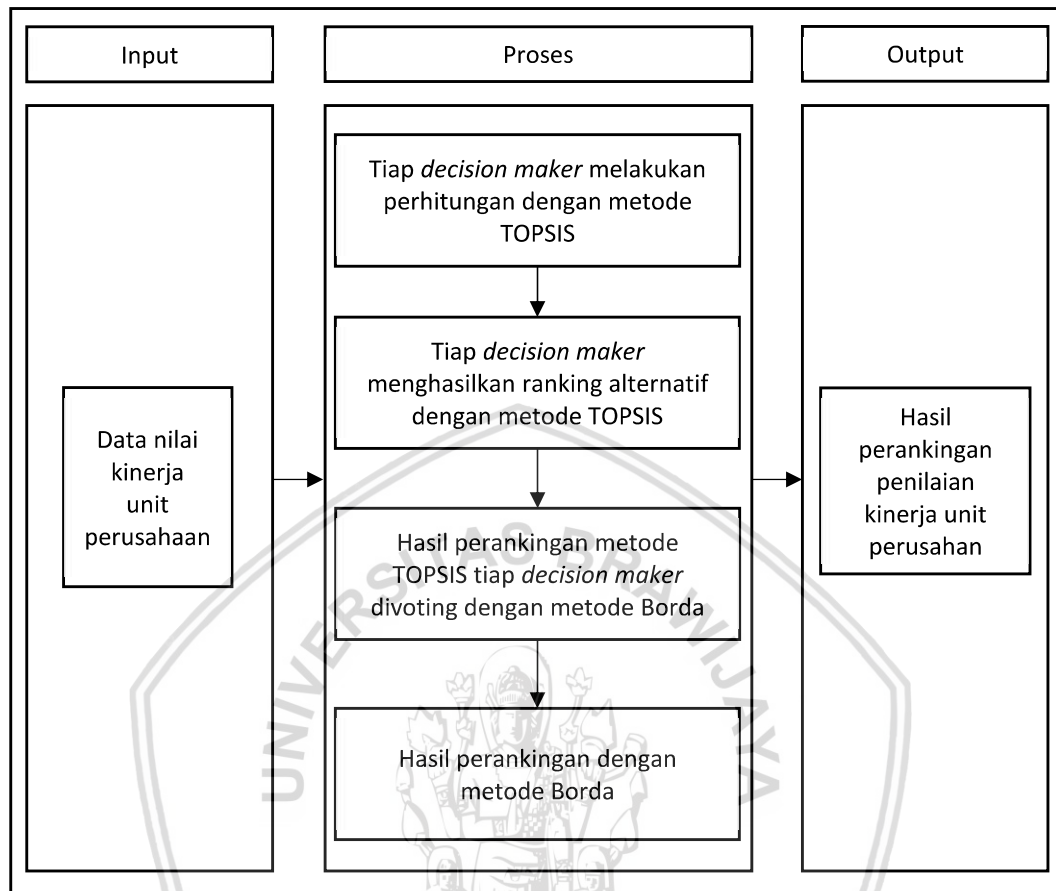 Input
Proses
Output
Tiap decision maker melakukan
perhitungan dengan metode
TOPSIS
Tiap decision maker
menghasilkan ranking alternatif
dengan metode TOPSIS
Data nilai
kinerja
unit
perusahaan
Hasil perankingan metode
TOPSIS tiap decision maker
divoting dengan metode Borda
Hasil perankingan dengan
metode Borda
Hasil
perankingan
penilaian
kinerja unit
perusahan
UNIVERSITAS BRAWIJAYA